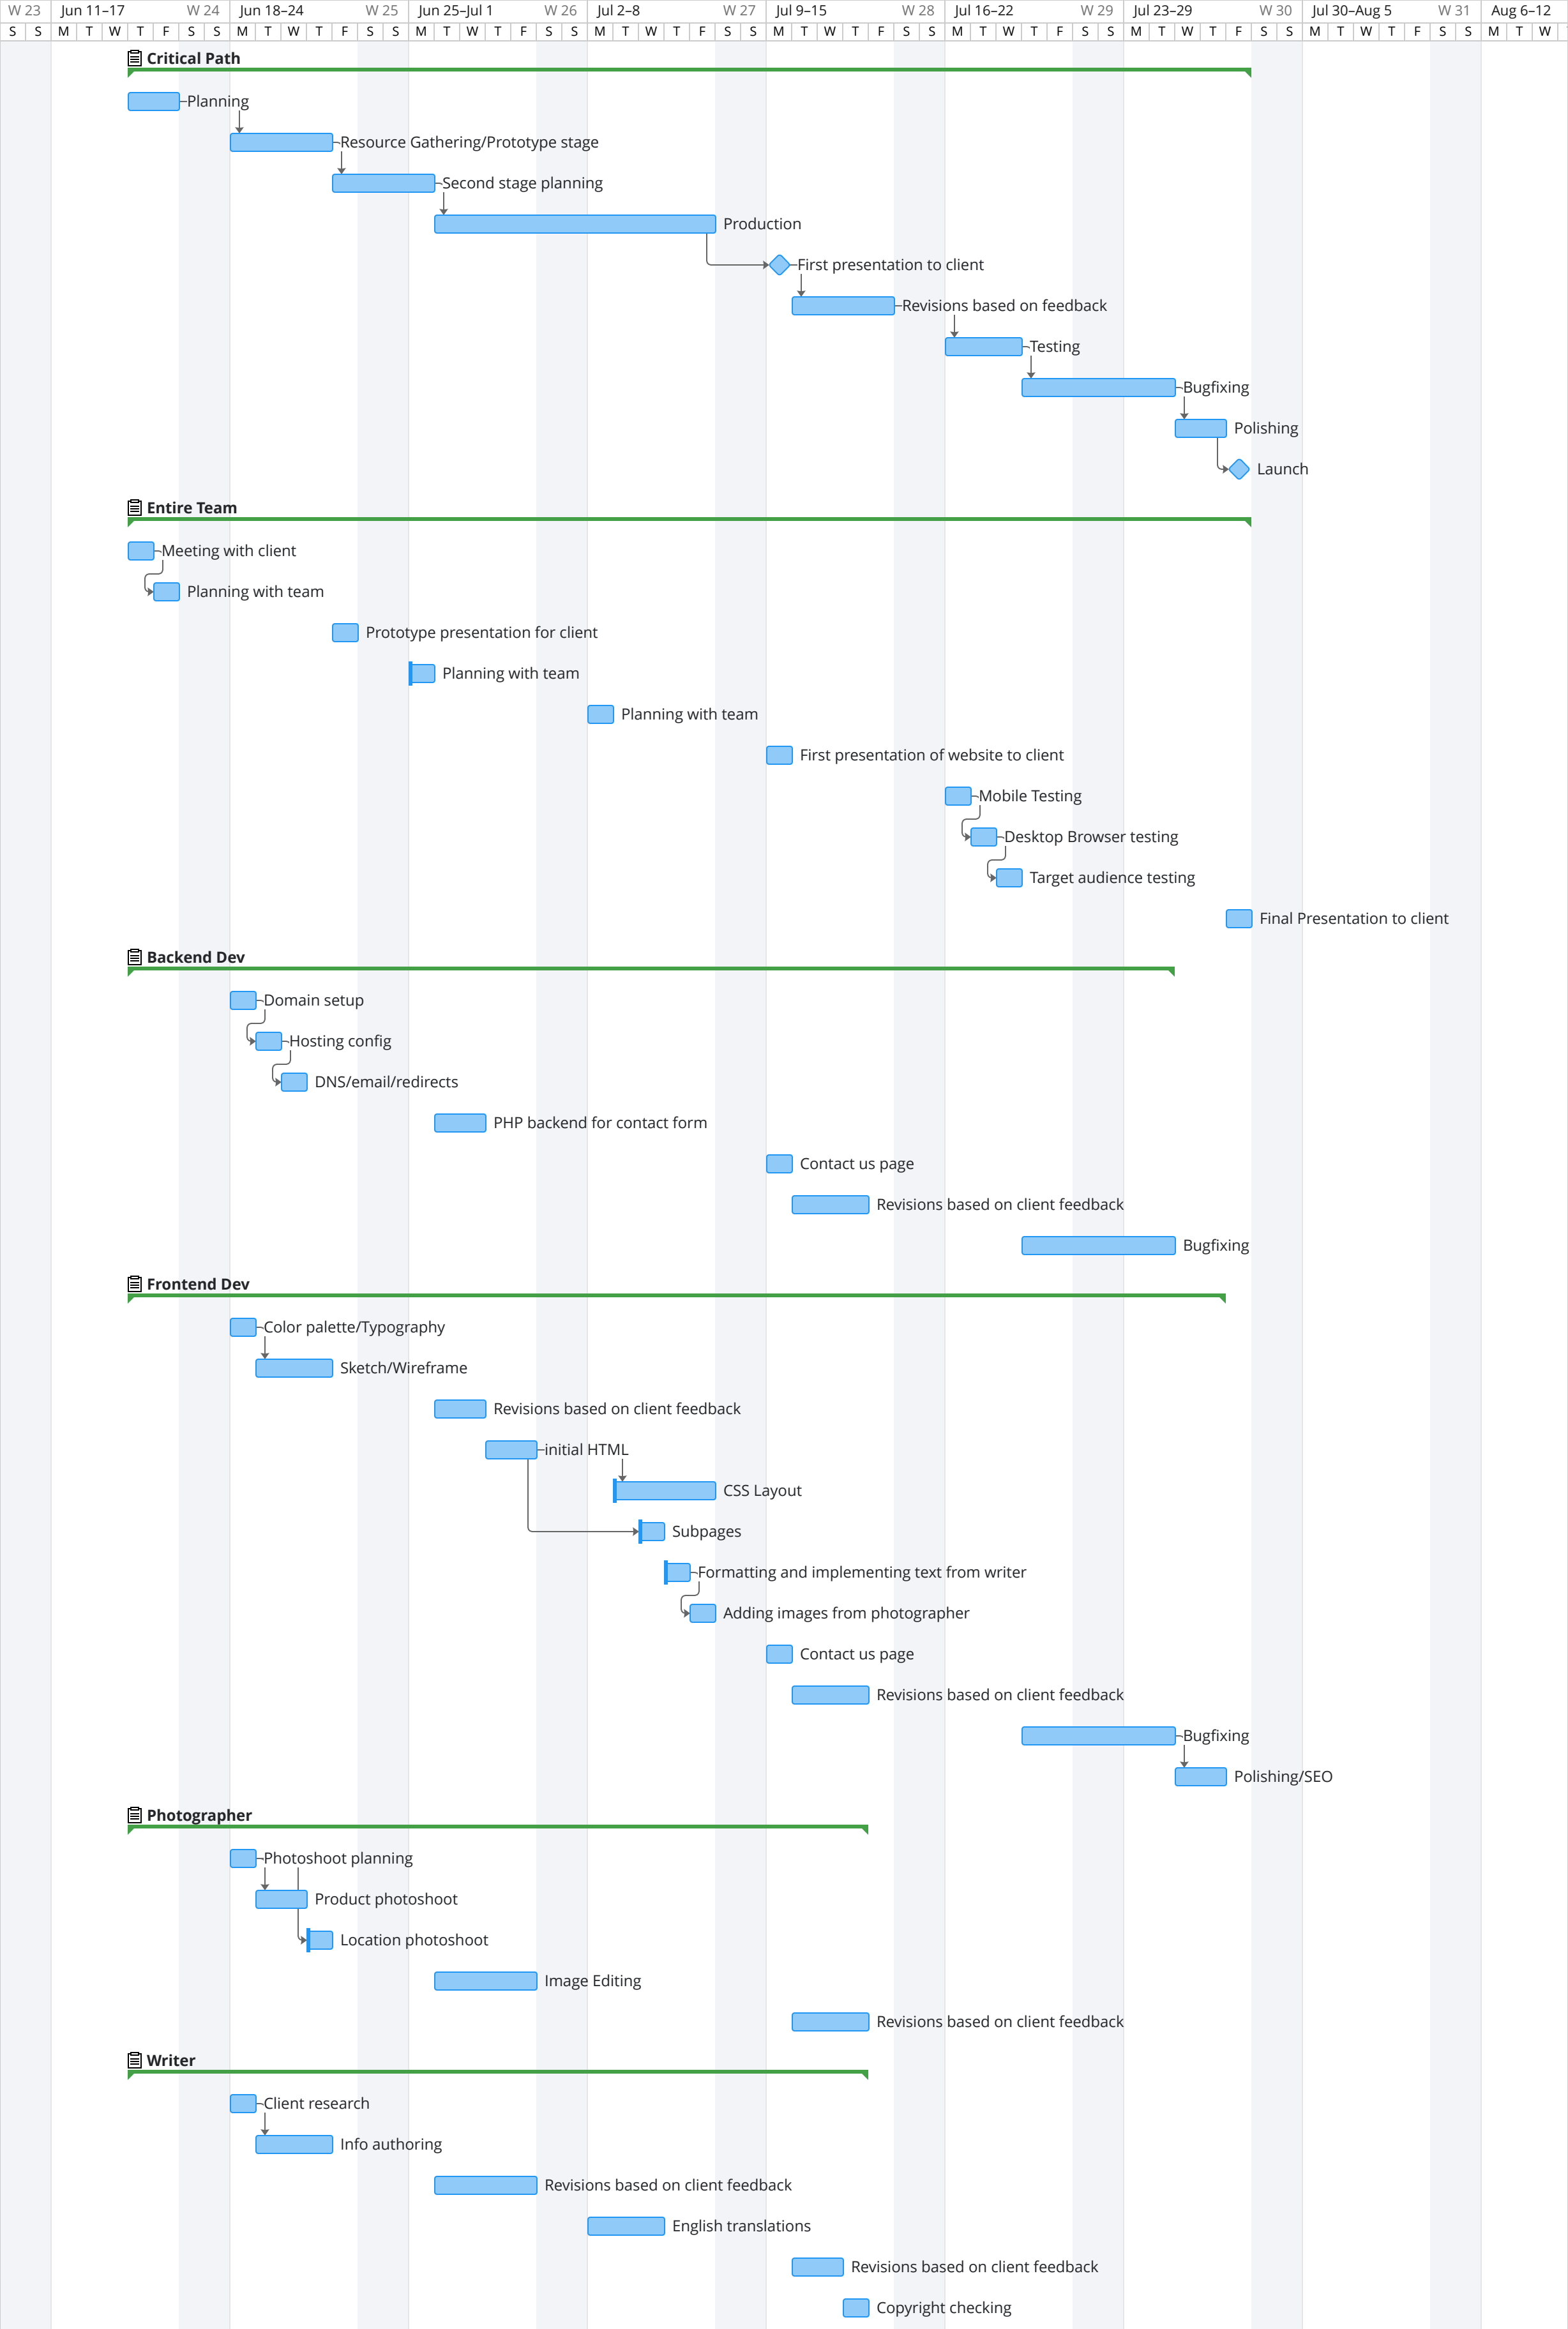 W 23 Jun 11–17 W 24 Jun 18–24 W 25 Jun 25–Jul 1 W 26 Jul 2–8 W 27 Jul 9–15 W 28 Jul 16–22 W 29 Jul 23–29 W 30 Jul 30–Aug 5 W 31 Aug 6–12
S S M T W T F S S M T W T F S S M T W T F S S M T W T F S S M T W T F S S M T W T F S S M T W T F S S M T W T F S S M T W
Critical Path
Planning
Resource Gathering/Prototype stage
Second stage planning
Production
First presentation to client
Revisions based on feedback
Testing
Bugfixing
Polishing
Launch
Entire Team
Meeting with client
Planning with team
Prototype presentation for client
Planning with team
Planning with team
First presentation of website to client
Mobile Testing
Desktop Browser testing
Target audience testing
Final Presentation to client
Backend Dev
Domain setup
Hosting config
DNS/email/redirects
PHP backend for contact form
Contact us page
Revisions based on client feedback
Bugfixing
Frontend Dev
Color palette/Typography
Sketch/Wireframe
Revisions based on client feedback
initial HTML
CSS Layout
Subpages
Formatting and implementing text from writer
Adding images from photographer
Contact us page
Revisions based on client feedback
Bugfixing
Polishing/SEO
Photographer
Photoshoot planning
Product photoshoot
Location photoshoot
Image Editing
Revisions based on client feedback
Writer
Client research
Info authoring
Revisions based on client feedback
English translations
Revisions based on client feedback
Copyright checking